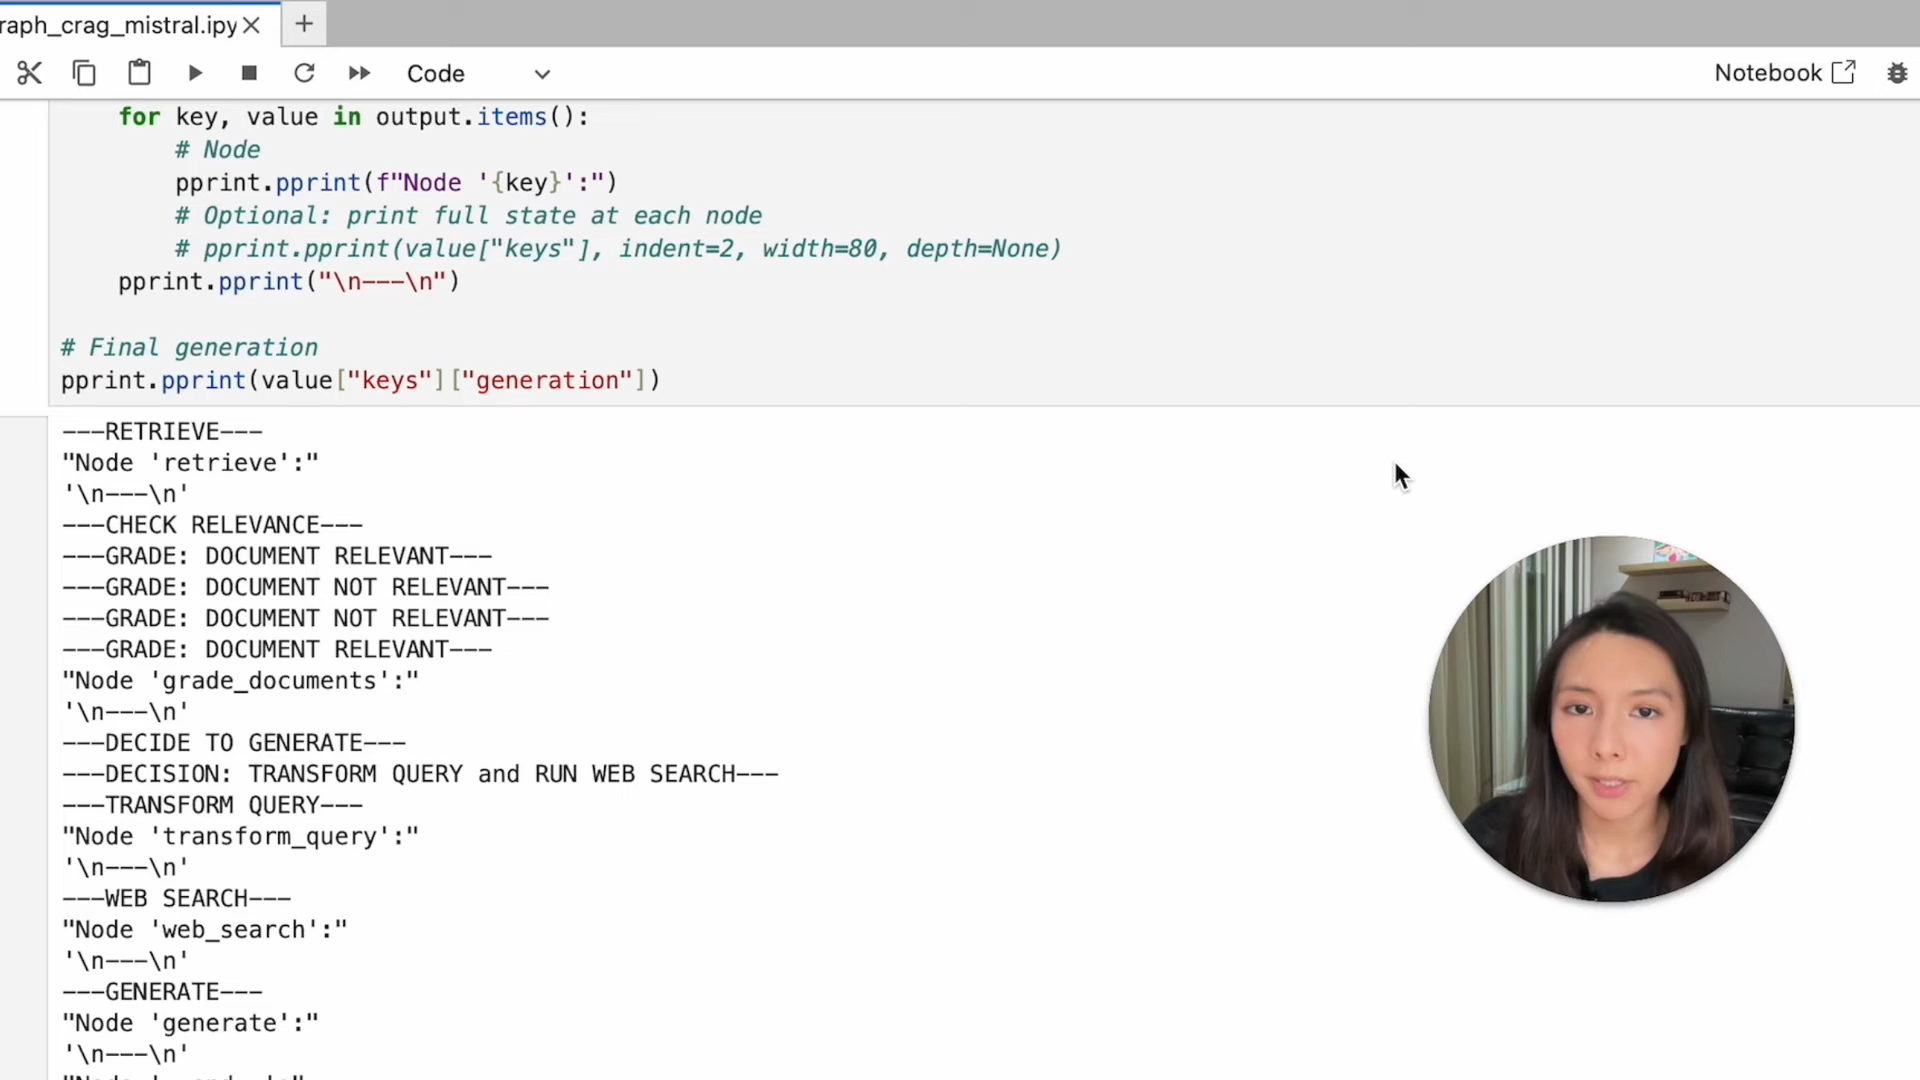 raph_crag_mistral.ipy
Code
Notebook
for key, value in output.items():
# Node
pprint.pprint(f"Node '{key}':")
# Optional: print full state at each node
# pprint.pprint(value["keys"], indent=2, width=80, depth=None)
pprint.pprint("\n---\n")
# Final generation
pprint.pprint(value["keys"]["generation"])
---RETRIEVE---
"Node 'retrieve':"
'\n---\n'
---CHECK RELEVANCE---
---GRADE: DOCUMENT RELEVANT---
---GRADE: DOCUMENT NOT RELEVANT---
---GRADE: DOCUMENT NOT RELEVANT---
---GRADE: DOCUMENT RELEVANT---
"Node 'grade_documents':"
'\n---\n'
---DECIDE TO GENERATE---
---DECISION: TRANSFORM QUERY and RUN WEB SEARCH---
---TRANSFORM QUERY---
"Node 'transform_query':"
'\n---\n'
---WEB SEARCH---
"Node 'web_search':"
'\n---\n'
---GENERATE---
"Node 'generate':"
'\n---\n'